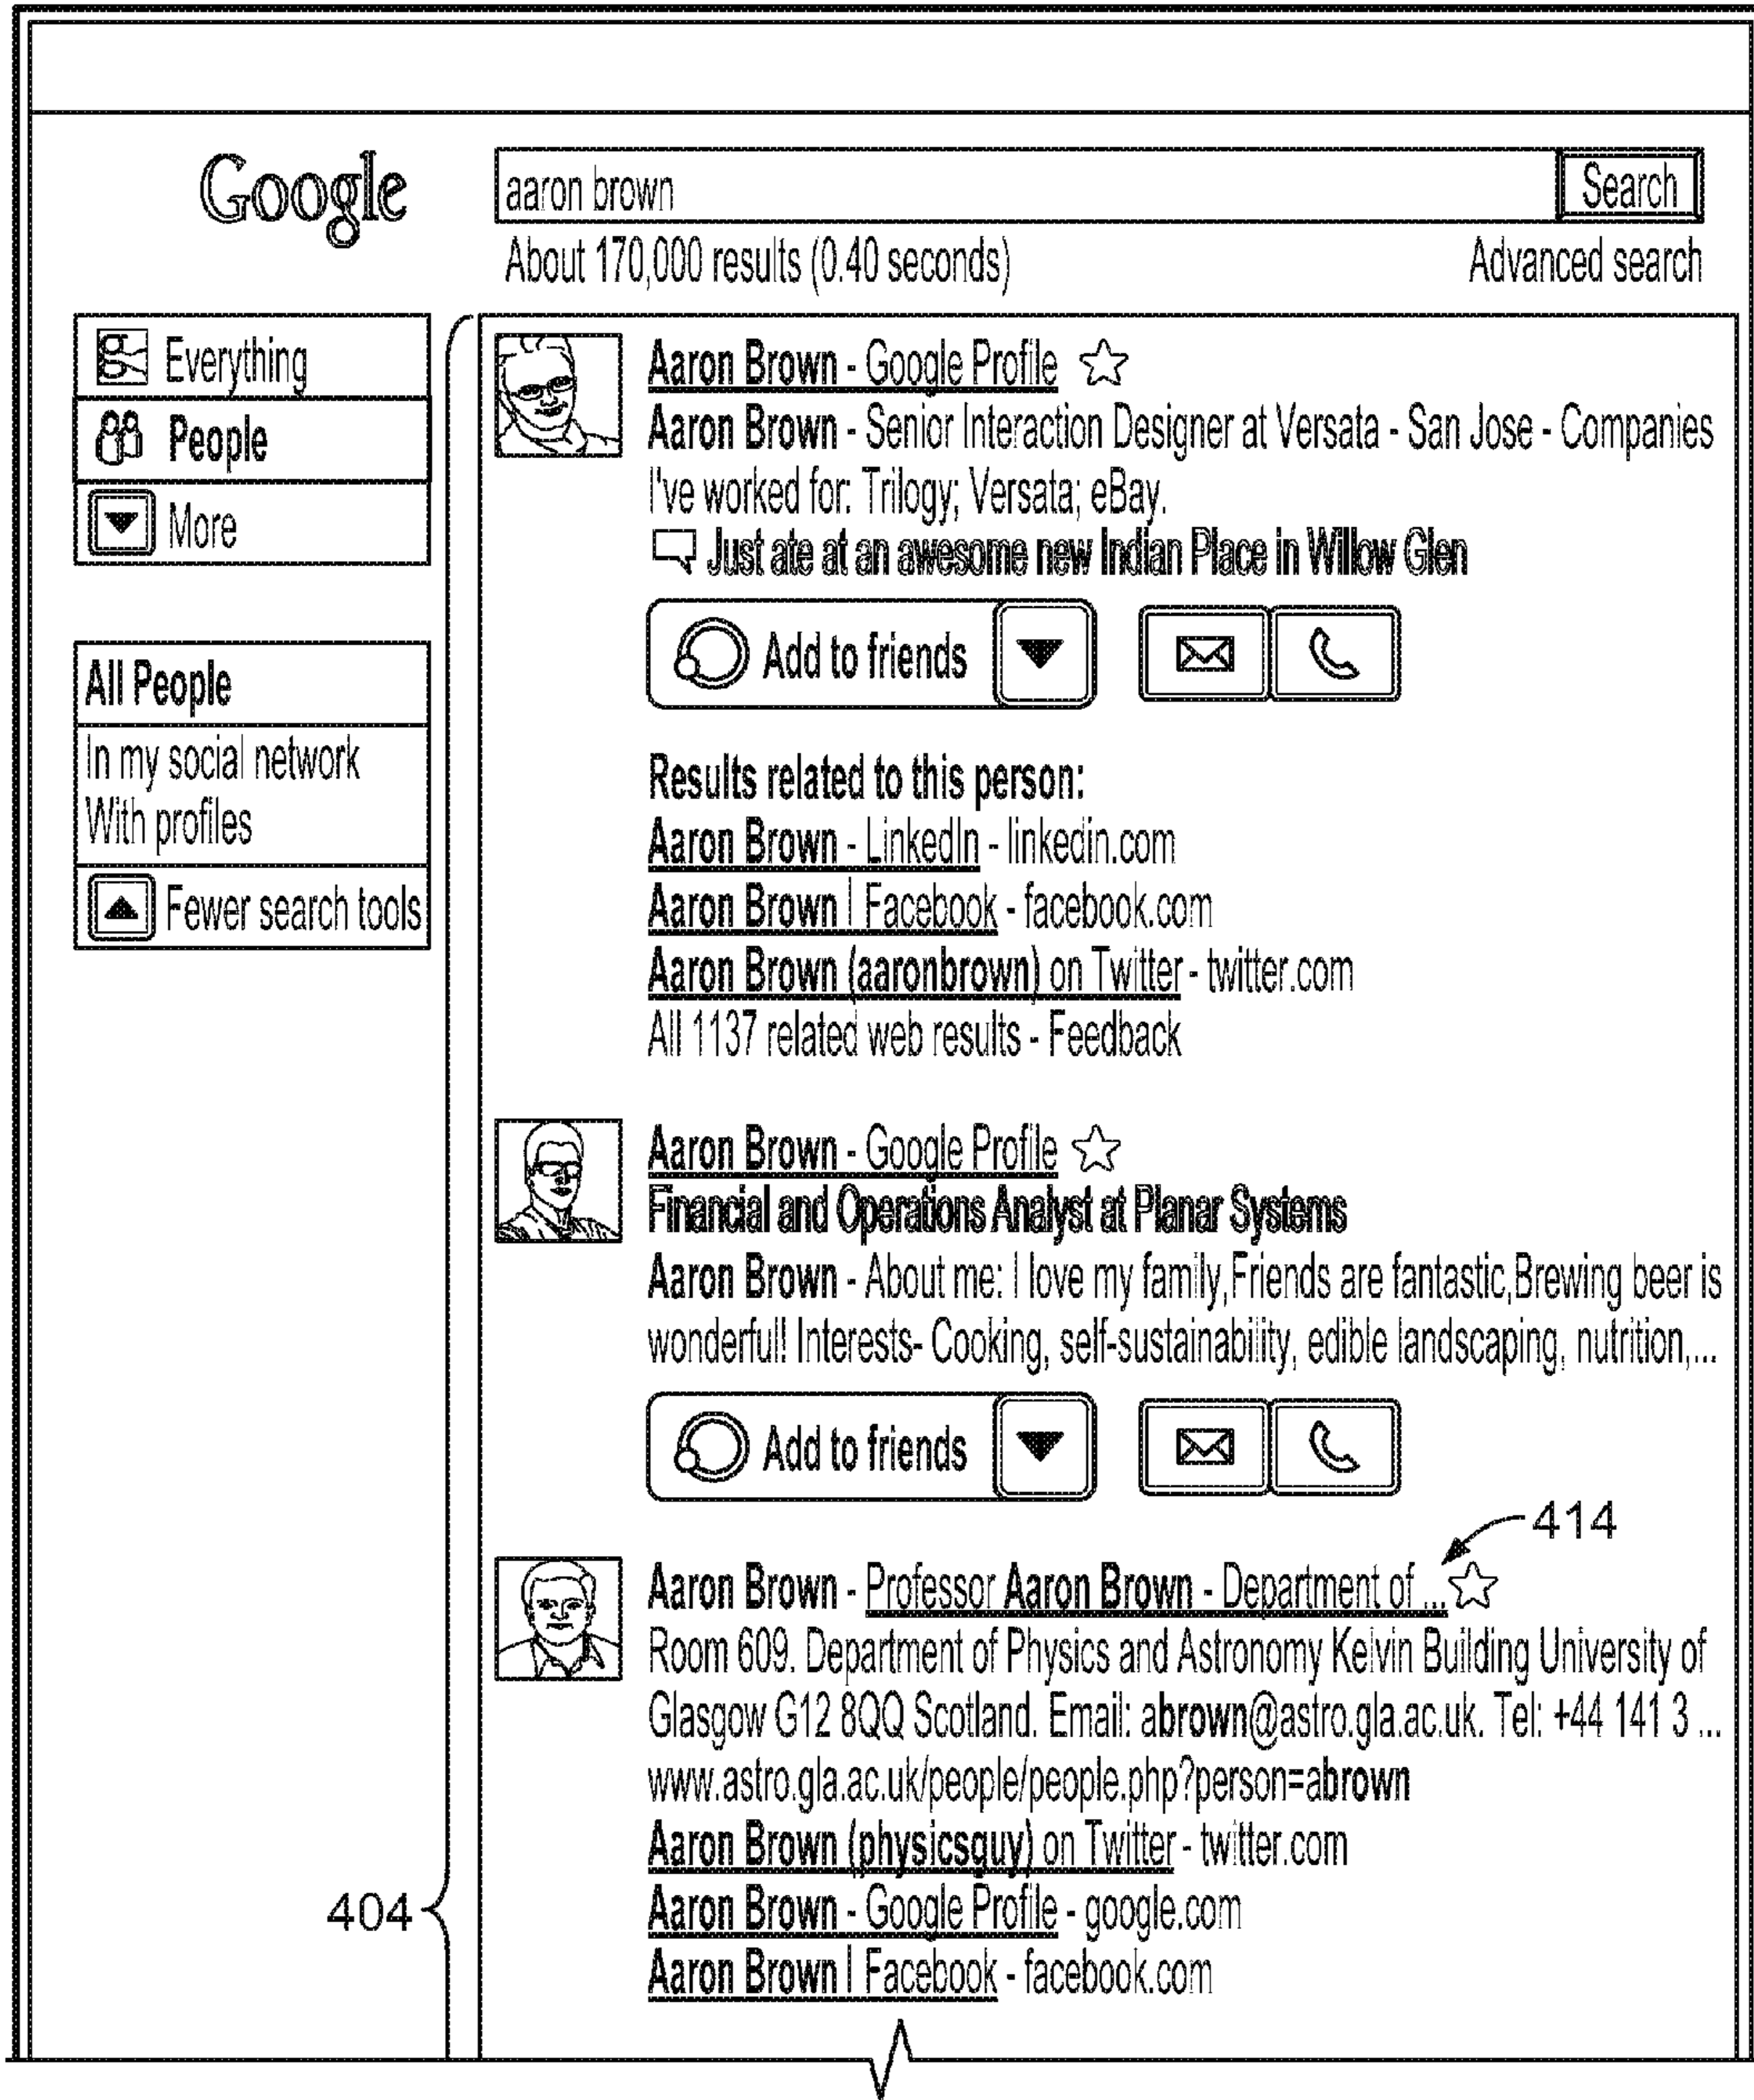 Google
aaron brown
Search
About 170,000 results (0.40 seconds)
Advanced search
Everything
People
More
All People
In my social network
With profiles
Fewer search tools
Aaron Brown - Google Profile
Aaron Brown - Senior Interaction Designer at Versata - San Jose - Companies
I've worked for: Trilogy; Versata; eBay.
Just ate at an awesome new Indian Place in Willow Glen
Add to friends
Results related to this person:
Aaron Brown - LinkedIn - linkedin.com
Aaron Brown | Facebook - facebook.com
Aaron Brown (aaronbrown) on Twitter - twitter.com
All 1137 related web results - Feedback
Aaron Brown - Google Profile
Financial and Operations Analyst at Planar Systems
Aaron Brown - About me: I love my family,Friends are fantastic,Brewing beer is
wonderful! Interests- Cooking, self-sustainability, edible landscaping, nutrition,...
Add to friends
414
Aaron Brown - Professor Aaron Brown - Department of ...
Room 609. Department of Physics and Astronomy Kelvin Building University of
Glasgow G12 8QQ Scotland. Email: abrown@astro.gla.ac.uk. Tel: +44 141 3 ...
www.astro.gla.ac.uk/people/people.php?person=abrown
Aaron Brown (physicsguy) on Twitter - twitter.com
Aaron Brown - Google Profile - google.com
Aaron Brown | Facebook - facebook.com
404